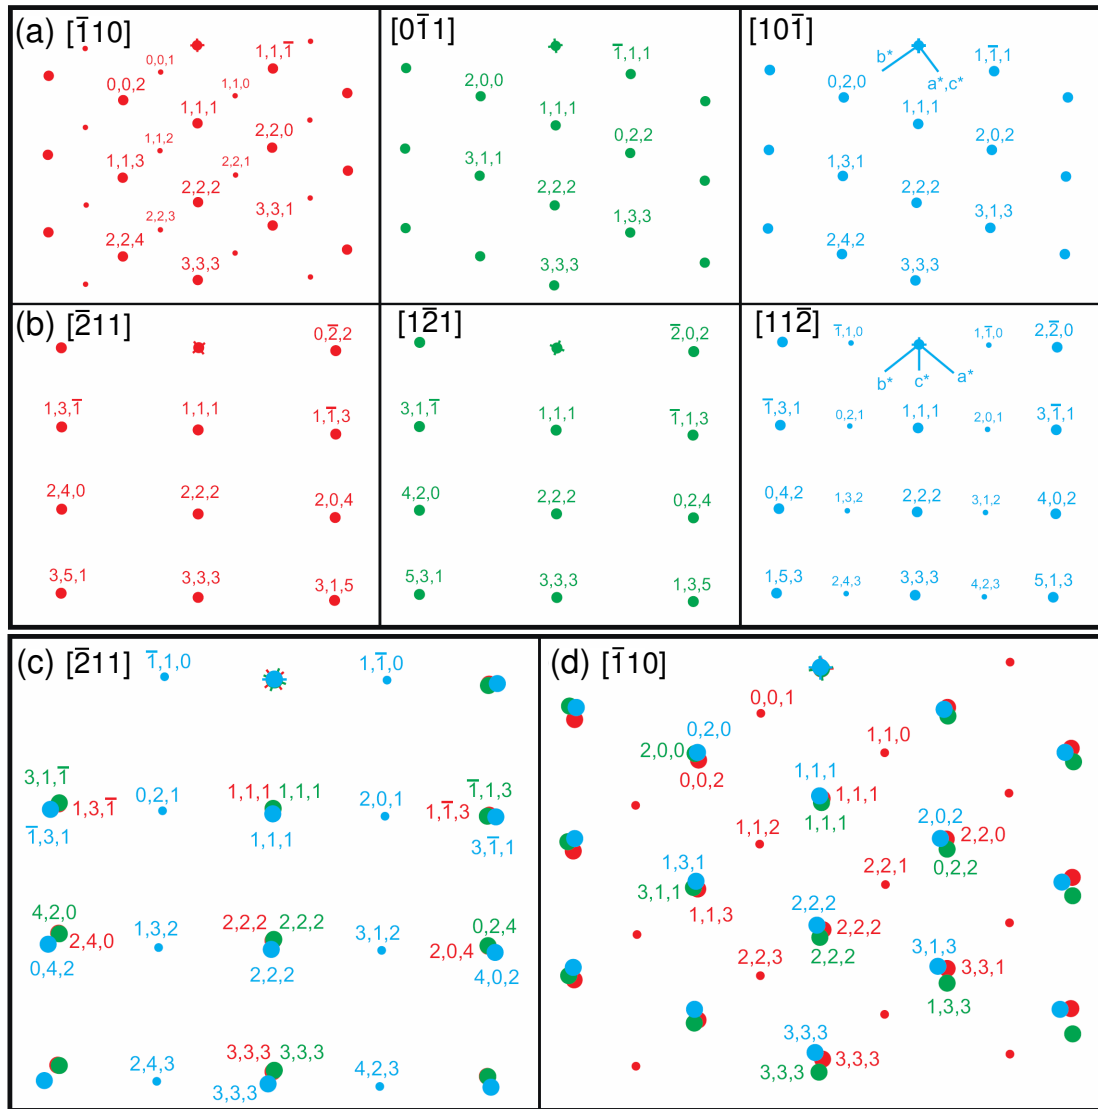 (a) [1̄10]
0,0,1
1,1,1̄
0,0,2
1,1,0
1,1,1
2,2,0
1,1,2
1,1,3
2,2,1
2,2,2
3,3,1
2,2,3
2,2,4
3,3,3
[01̄1]
1̄,1,1
2,0,0
1,1,1
0,2,2
3,1,1
2,2,2
1,3,3
3,3,3
[101̄]
b*
a*,c*
1,1̄,1
0,2,0
1,1,1
2,0,2
1,3,1
2,2,2
3,1,3
2,4,2
3,3,3
(b) [2̄11]
0,2̄,2
1,3,1̄ 1,1,1 1,1̄,3
2,4,0 2,2,2 2,0,4
3,5,1 3,3,3 3,1,5
[12̄1]
2̄,0,2
3,1,1̄ 1,1,1 1̄,1,3
4,2,0 2,2,2 0,2,4
5,3,1 3,3,3 1,3,5
[112̄]
1̄,1,0 1,1̄,0 2,2̄,0
b* c* a*
1̄,3,1 0,2,1 1,1,1 2,0,1 3,1̄,1
0,4,2 1,3,2 2,2,2 3,1,2 4,0,2
1,5,3 2,4,3 3,3,3 4,2,3 5,1,3
(c) [2̄11]
1̄,1,0 1,1̄,0
3,1,1̄ 1̄,1,3
1,3,1̄ 0,2,1 1,1,1 1,1,1 2,0,1 1,1̄,3
1̄,3,1 1,1,1 3,1̄,1
4,2,0 2,2,2 2,2,2 0,2,4
2,4,0 1,3,2 3,1,2 2,0,4
0,4,2 2,2,2 4,0,2
2,4,3 3,3,3 3,3,3 4,2,3
3,3,3
(d) [1̄10]
0,0,1
0,2,0
2,0,0
0,0,2
1,1,0
1,1,1
1,1,1
1,1,1
1,1,2
2,0,2
2,2,0
0,2,2
1,3,1
3,1,1
1,1,3
2,2,1
2,2,2
2,2,2
2,2,2
2,2,3
3,1,3
3,3,1
1,3,3
3,3,3
3,3,3
3,3,3